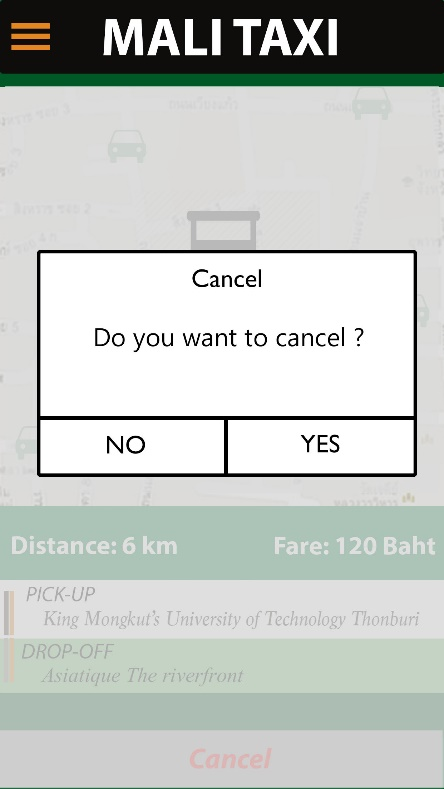 MALI TAXI
Cancel
Do you want to cancel ?
NO
YES
Distance: 6 km
Fare: 120 Baht
PICK-UP
King Mongkut's University of Technology Thonburi
DROP-OFF
Asiatique The riverfront
Cancel